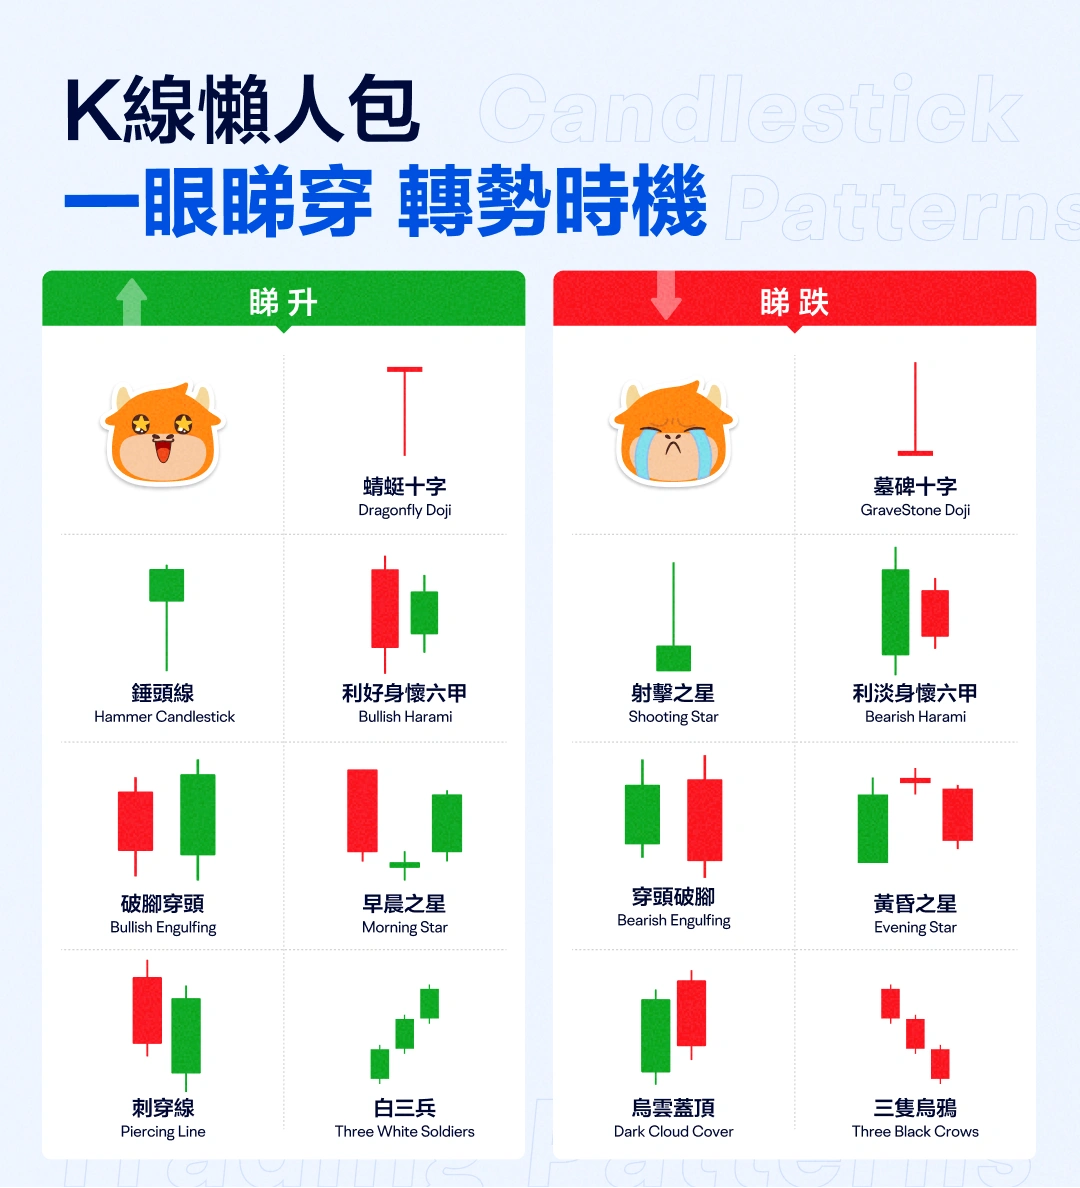 K線懶人包
Candlestick
一眼睇穿 轉勢時機
Patterns
睇升
蜻蜓十字
Dragonfly Doji
錘頭線
Hammer Candlestick
利好身懷六甲
Bullish Harami
破腳穿頭
Bullish Engulfing
早晨之星
Morning Star
刺穿線
Piercing Line
白三兵
Three White Soldiers
睇跌
墓碑十字
GraveStone Doji
射擊之星
Shooting Star
利淡身懷六甲
Bearish Harami
穿頭破腳
Bearish Engulfing
黃昏之星
Evening Star
烏雲蓋頂
Dark Cloud Cover
三隻烏鴉
Three Black Crows
Trading Patterns